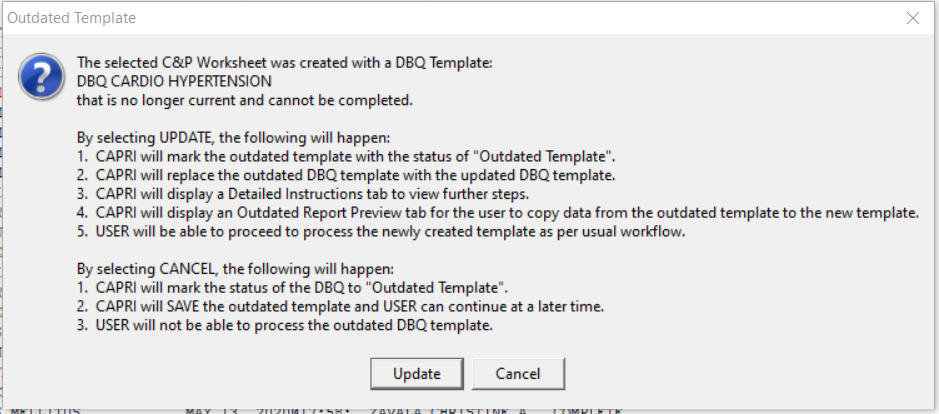 Outdated Template
The selected C&P Worksheet was created with a DBQ Template:
DBQ CARDIO HYPERTENSION
that is no longer current and cannot be completed.
By selecting UPDATE, the following will happen:
1. CAPRI will mark the outdated template with the status of "Outdated Template".
2. CAPRI will replace the outdated DBQ template with the updated DBQ template.
3. CAPRI will display a Detailed Instructions tab to view further steps.
4. CAPRI will display an Outdated Report Preview tab for the user to copy data from the outdated template to the new template.
5. USER will be able to proceed to process the newly created template as per usual workflow.
By selecting CANCEL, the following will happen:
1. CAPRI will mark the status of the DBQ to "Outdated Template".
2. CAPRI will SAVE the outdated template and USER can continue at a later time.
3. USER will not be able to process the outdated DBQ template.
Update Cancel